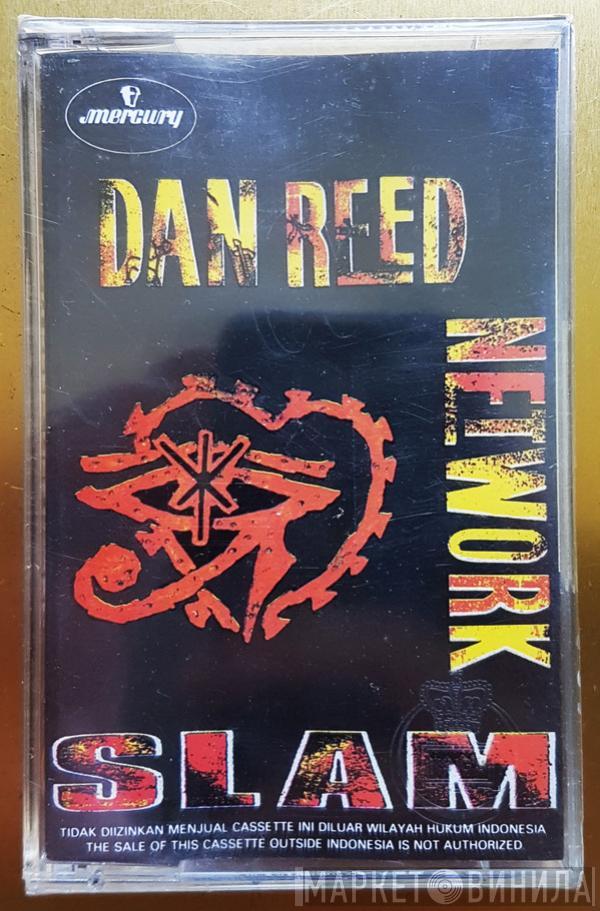 mercury
DAN REED
NETWORK
SLAM
TIDAK DIIZINKAN MENJUAL CASSETTE INI DILUAR WILAYAH HUKUM INDONESIA
THE SALE OF THIS CASSETTE OUTSIDE INDONESIA IS NOT AUTHORIZED
МАРКЕТ ВИНИЛА